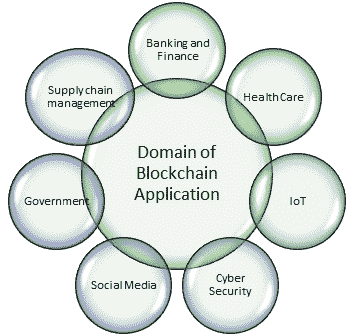 Banking and
Finance
HealthCare
IoT
Cyber
Security
Social Media
Government
Supply chain
management
Domain of
Blockchain
Application